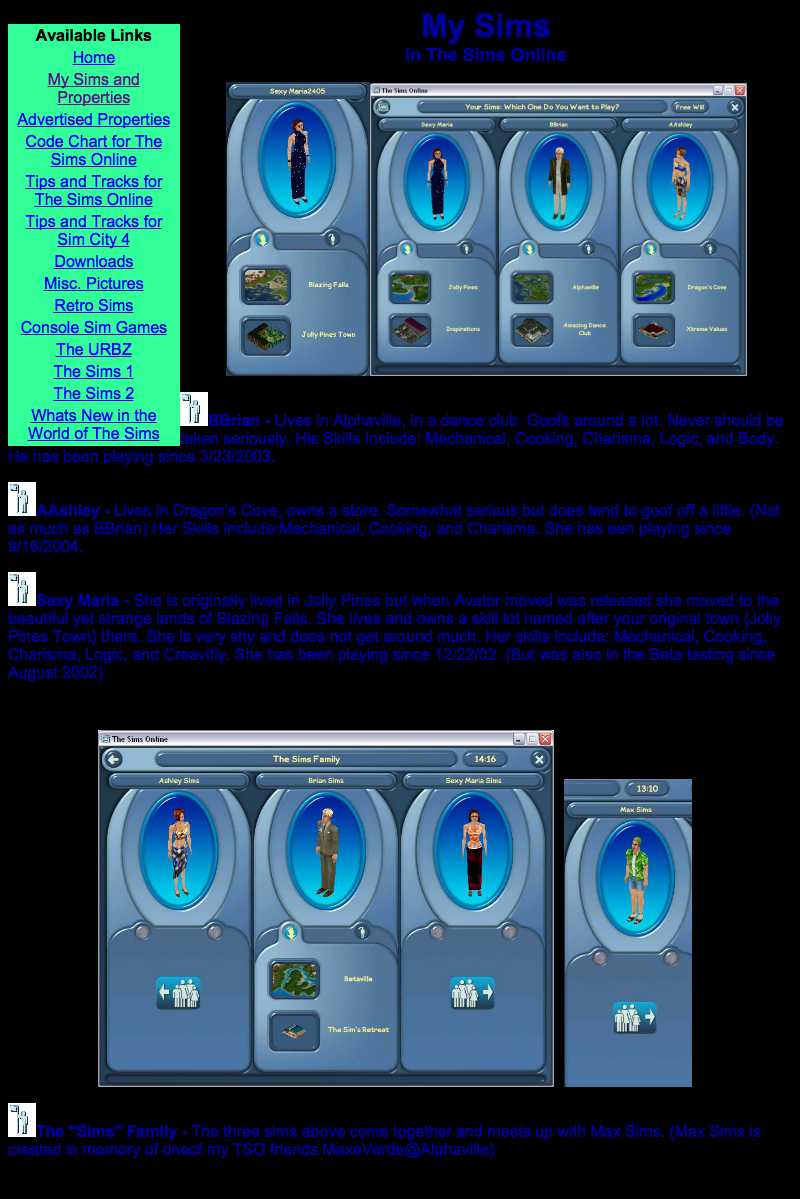 My Sims
in The Sims Online
Available Links
Home
My Sims and
Properties
Advertised Properties
Code Chart for The
Sims Online
Tips and Tracks for
The Sims Online
Tips and Tracks for
Sim City 4
Downloads
Misc. Pictures
Retro Sims
Console Sim Games
The URBZ
The Sims 1
The Sims 2
Whats New in the
World of The Sims
Sexy Maria2405
Blazing Falls
Jolly Pines Town
The Sims Online
Your Sims: Which One Do You Want to Play?
Free Will
Sexy Maria
BBrian
AAshley
Jolly Pines
Alphaville
Dragon's Cove
Inspirations
Amazing Dance
Club
Xtreme Values
BBrian - Lives in Alphaville, in a dance club. Goofs around a lot. Never should be
taken seriously. His Skills Include: Mechanical, Cooking, Charisma, Logic, and Body.
He has been playing since 3/23/2003.
AAshley - Lives in Dragon's Cove, owns a store. Somewhat serious but does tend to goof off a little. (Not
as much as BBrian) Her Skills include:Mechanical, Cooking, and Charisma. She has een playing since
9/16/2004.
Sexy Maria - She is originally lived in Jolly Pines but when Avator moved was released she moved to the
beautiful yet strange lands of Blazing Falls. She lives and owns a skill lot named after your original town (Jolly
Pines Town) there. She is very shy and does not get around much. Her skills include: Mechanical, Cooking,
Charisma, Logic, and Creavitiy. She has been playing since 12/22/02. (But was also in the Beta testing since
August 2002)
The Sims Online
The Sims Family
14:16
Ashley Sims
Brian Sims
Sexy Maria Sims
Betaville
The Sim's Retreat
13:10
Max Sims
The "Sims" Family - The three sims above come together and meets up with Max Sims. (Max Sims is
created in memory of oneof my TSO friends MaxeVerde@Alphaville)